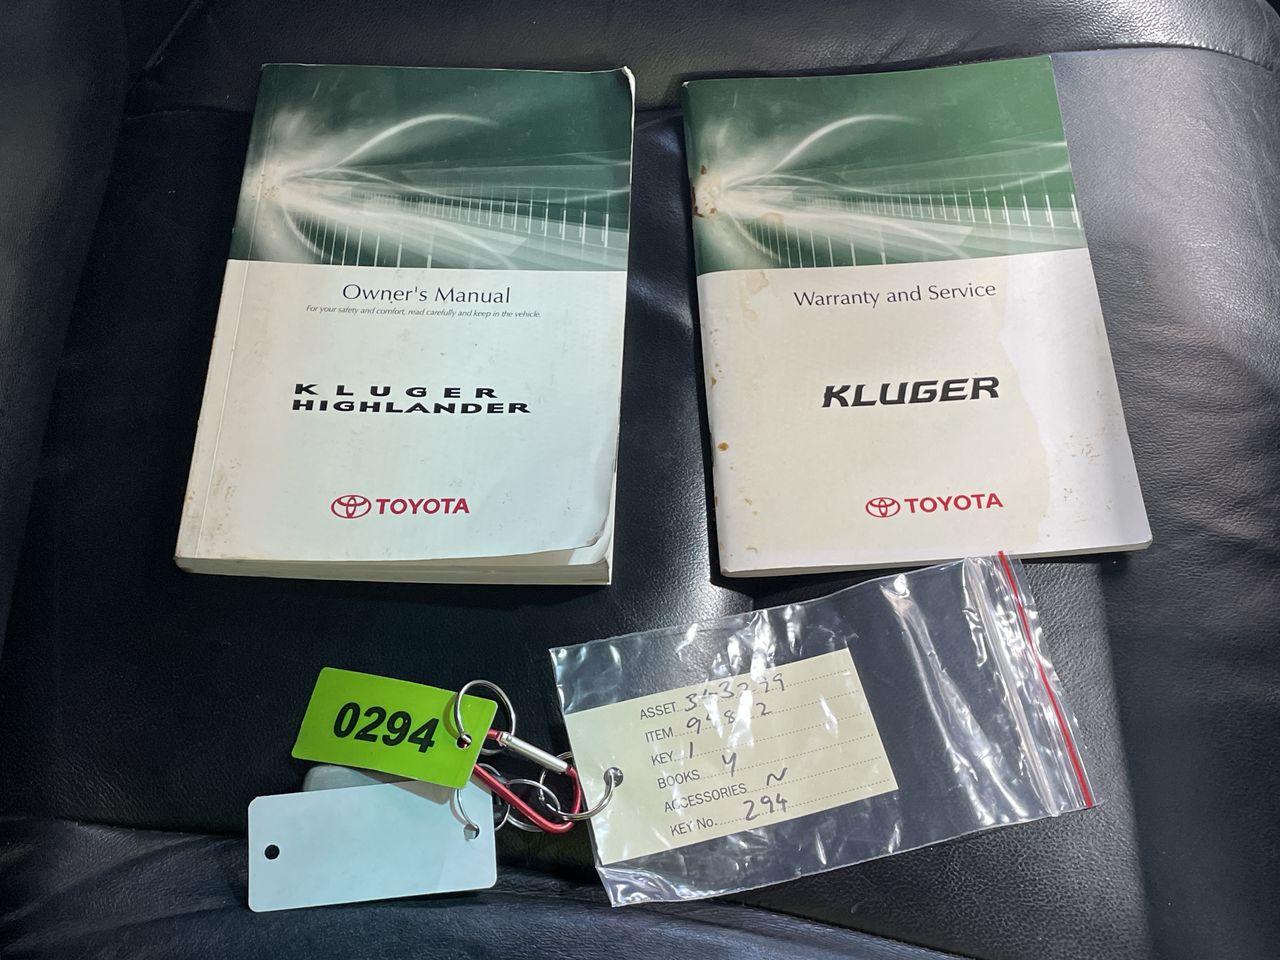 Owner's Manual
For your safety and comfort, read carefully and keep in the vehicle.
KLUGER
HIGHLANDER
TOYOTA
Warranty and Service
KLUGER
TOYOTA
0294
ASSET 343299
ITEM
KEY 1
BOOKS Y
ACCESSORIES N
KEY No. 294